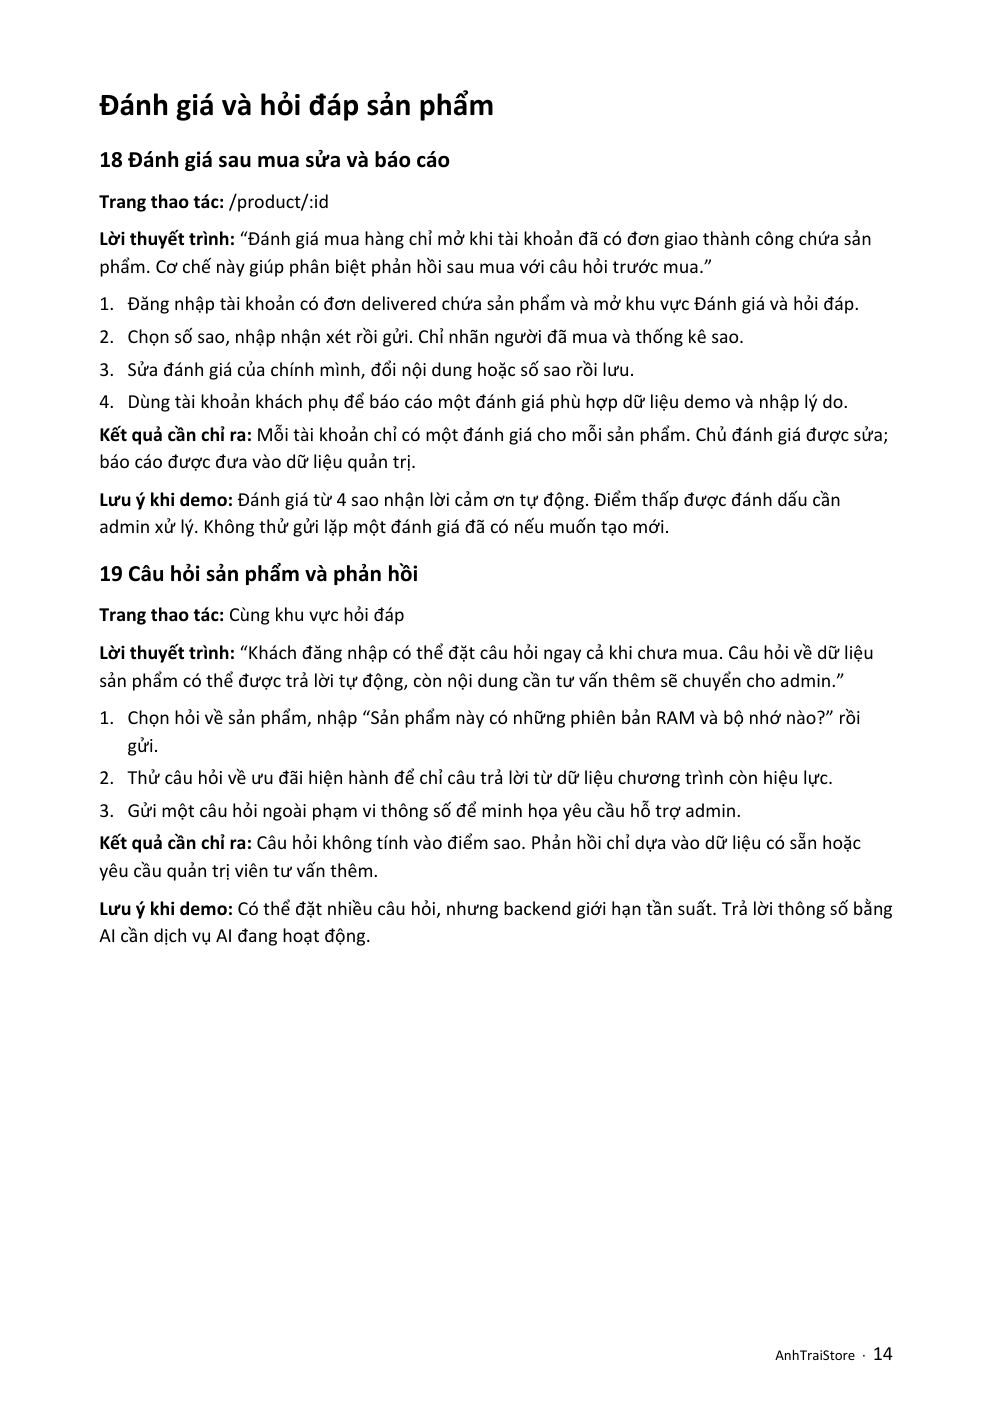 Đánh giá và hỏi đáp sản phẩm
18 Đánh giá sau mua sửa và báo cáo
Trang thao tác: /product/:id
Lời thuyết trình: “Đánh giá mua hàng chỉ mở khi tài khoản đã có đơn giao thành công chứa sản
phẩm. Cơ chế này giúp phân biệt phản hồi sau mua với câu hỏi trước mua.”
1. Đăng nhập tài khoản có đơn delivered chứa sản phẩm và mở khu vực Đánh giá và hỏi đáp.
2. Chọn số sao, nhập nhận xét rồi gửi. Chỉ nhãn người đã mua và thống kê sao.
3. Sửa đánh giá của chính mình, đổi nội dung hoặc số sao rồi lưu.
4. Dùng tài khoản khách phụ để báo cáo một đánh giá phù hợp dữ liệu demo và nhập lý do.
Kết quả cần chỉ ra: Mỗi tài khoản chỉ có một đánh giá cho mỗi sản phẩm. Chủ đánh giá được sửa;
báo cáo được đưa vào dữ liệu quản trị.
Lưu ý khi demo: Đánh giá từ 4 sao nhận lời cảm ơn tự động. Điểm thấp được đánh dấu cần
admin xử lý. Không thử gửi lặp một đánh giá đã có nếu muốn tạo mới.
19 Câu hỏi sản phẩm và phản hồi
Trang thao tác: Cùng khu vực hỏi đáp
Lời thuyết trình: “Khách đăng nhập có thể đặt câu hỏi ngay cả khi chưa mua. Câu hỏi về dữ liệu
sản phẩm có thể được trả lời tự động, còn nội dung cần tư vấn thêm sẽ chuyển cho admin.”
1. Chọn hỏi về sản phẩm, nhập “Sản phẩm này có những phiên bản RAM và bộ nhớ nào?” rồi
gửi.
2. Thử câu hỏi về ưu đãi hiện hành để chỉ câu trả lời từ dữ liệu chương trình còn hiệu lực.
3. Gửi một câu hỏi ngoài phạm vi thông số để minh họa yêu cầu hỗ trợ admin.
Kết quả cần chỉ ra: Câu hỏi không tính vào điểm sao. Phản hồi chỉ dựa vào dữ liệu có sẵn hoặc
yêu cầu quản trị viên tư vấn thêm.
Lưu ý khi demo: Có thể đặt nhiều câu hỏi, nhưng backend giới hạn tần suất. Trả lời thông số bằng
AI cần dịch vụ AI đang hoạt động.
AnhTraiStore · 14